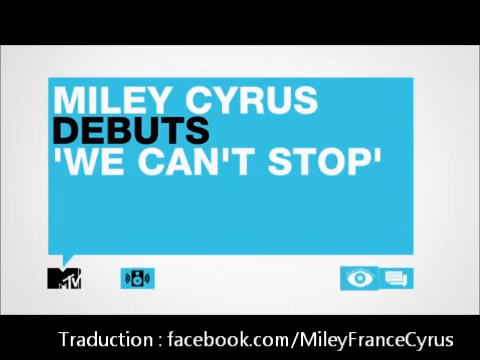 MILEY CYRUS
DEBUTS
'WE CAN'T STOP'
MTV
Traduction : facebook.com/MileyFranceCyrus